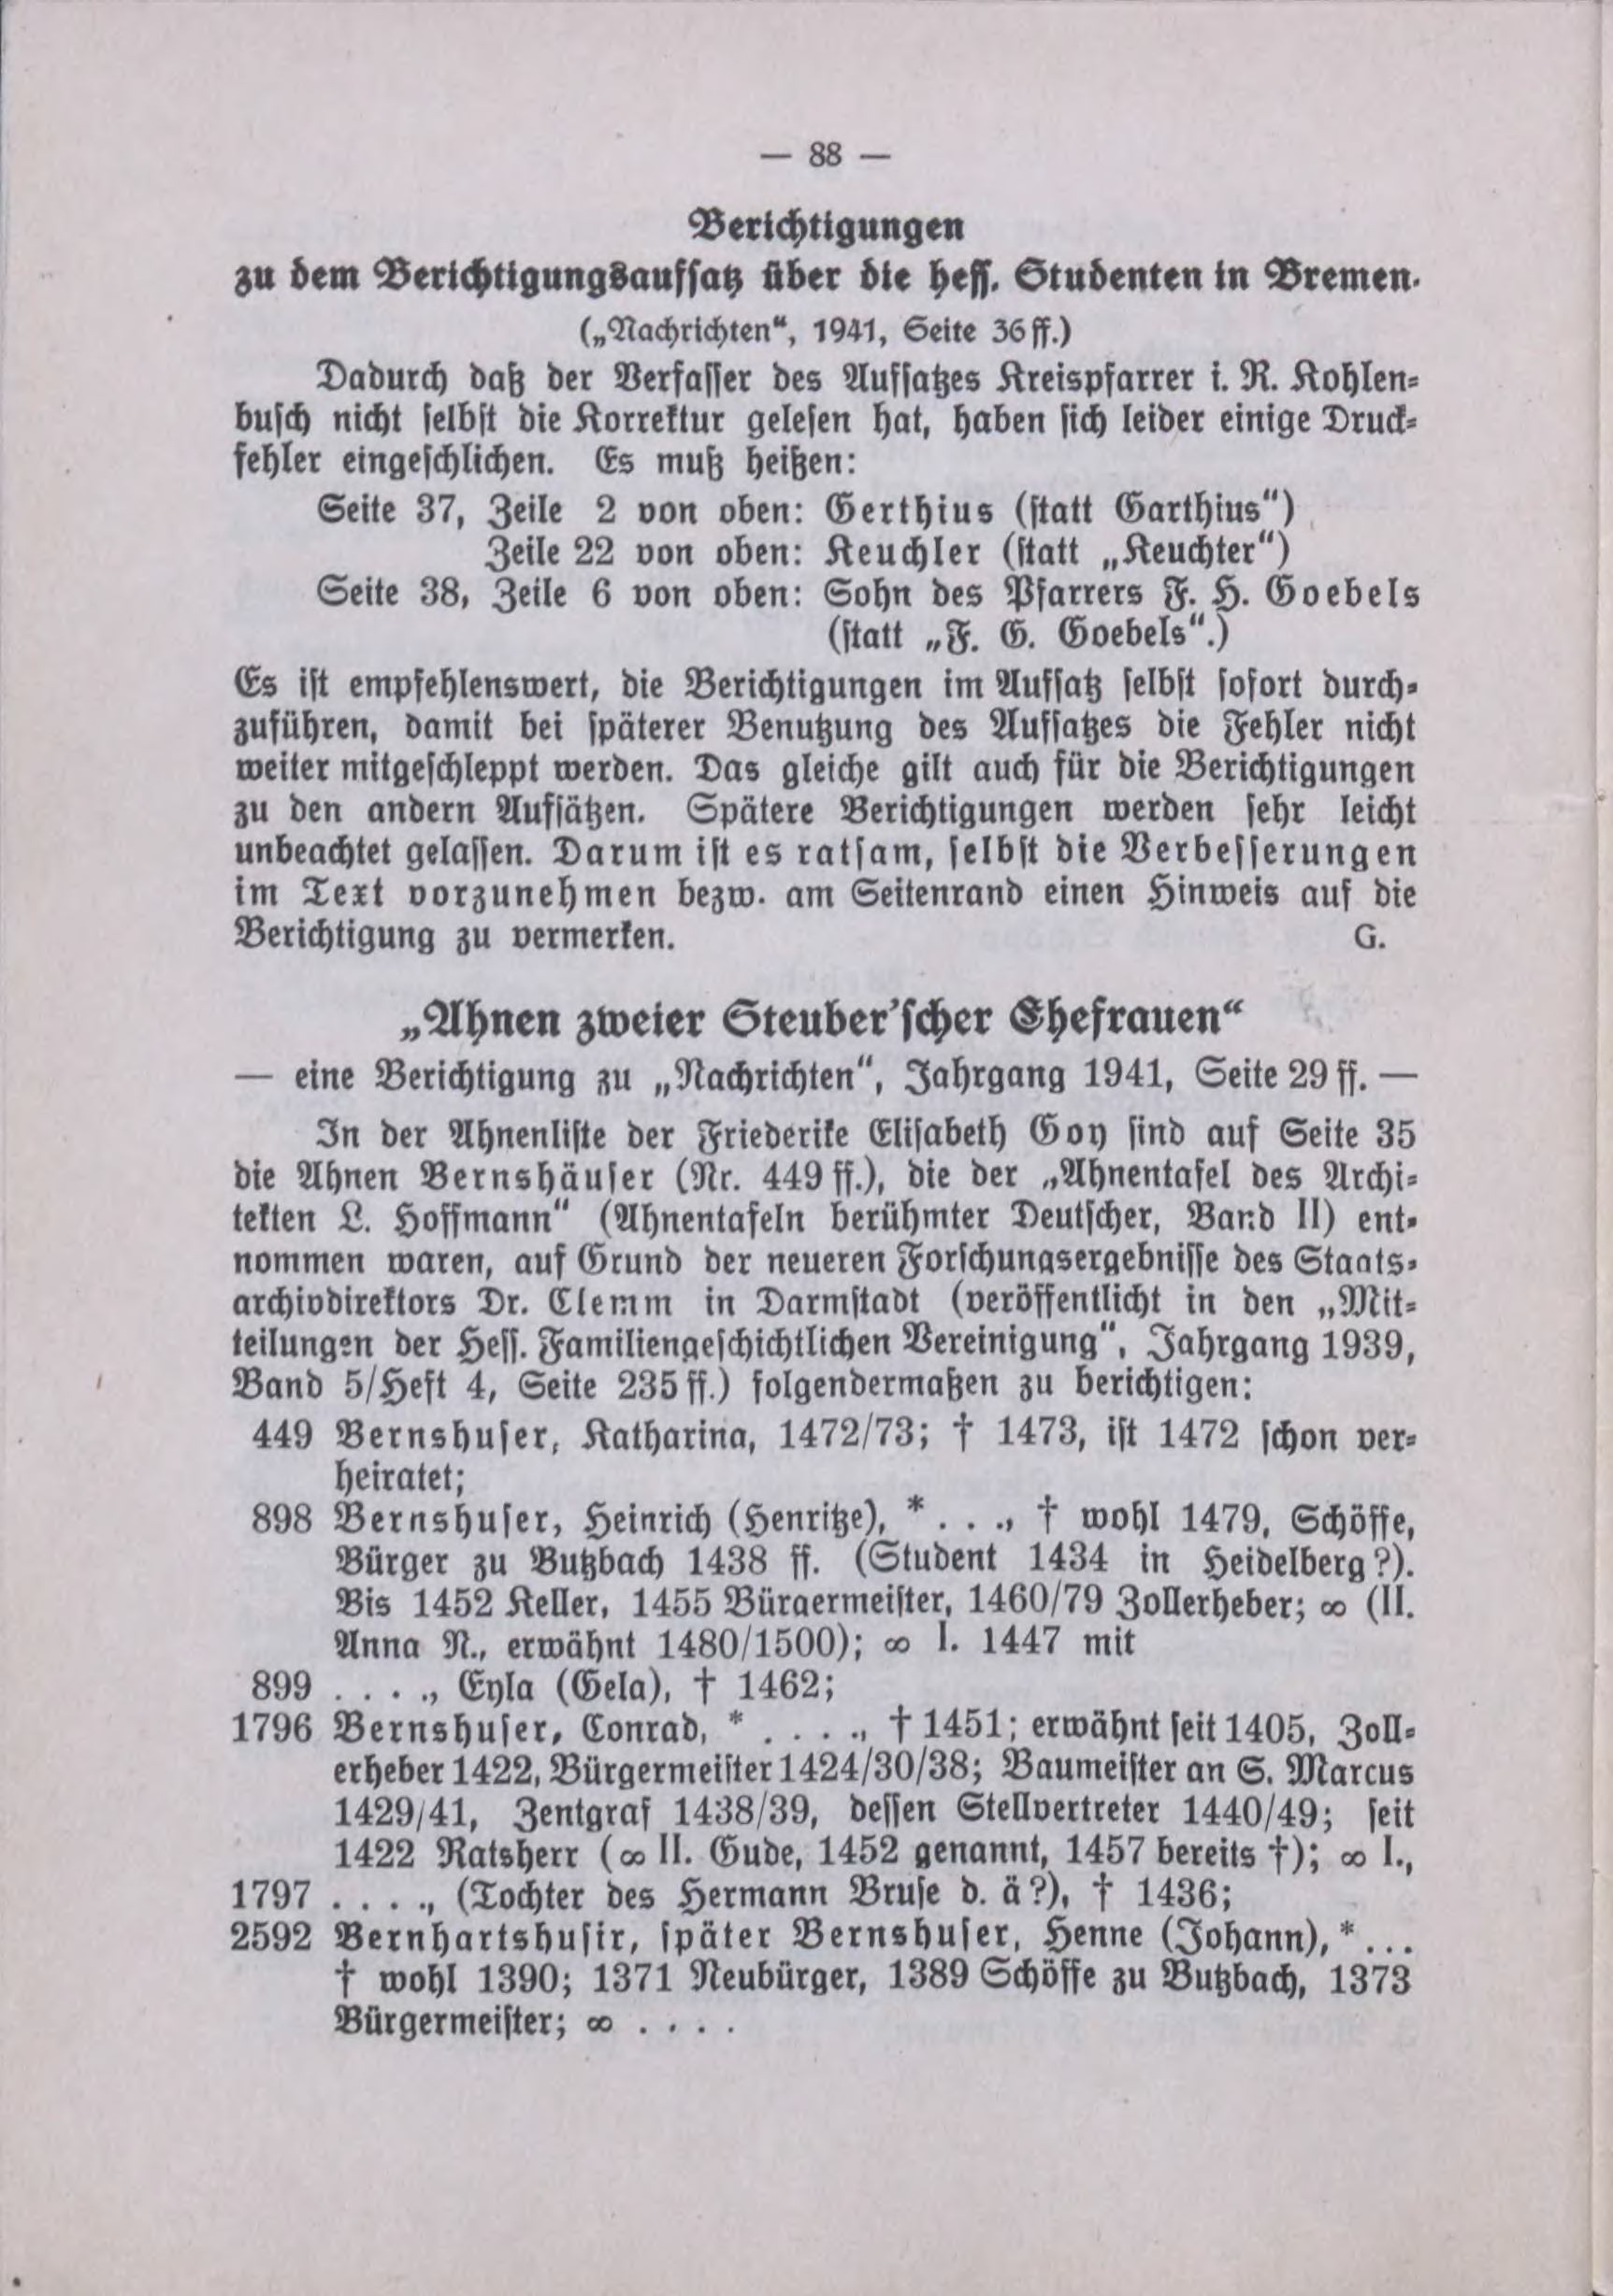 — 88 —
Berichtigungen
zu dem Berichtigungsaufsatz über die hess. Studenten in Bremen.
(„Nachrichten“, 1941, Seite 36 ff.)
Dadurch daß der Verfasser des Aufsatzes Kreispfarrer i. R. Kohlen-
busch nicht selbst die Korrektur gelesen hat, haben sich leider einige Druck-
fehler eingeschlichen. Es muß heißen:
Seite 37, Zeile 2 von oben: Gerthius (statt Garthius“)
Zeile 22 von oben: Keuchler (statt „Keuchter“)
Seite 38, Zeile 6 von oben: Sohn des Pfarrers F. H. Goebels
(statt „F. G. Goebels“.)
Es ist empfehlenswert, die Berichtigungen im Aufsatz selbst sofort durch-
zuführen, damit bei späterer Benutzung des Aufsatzes die Fehler nicht
weiter mitgeschleppt werden. Das gleiche gilt auch für die Berichtigungen
zu den andern Aufsätzen. Spätere Berichtigungen werden sehr leicht
unbeachtet gelassen. Darum ist es ratsam, selbst die Verbesserungen
im Text vorzunehmen bezw. am Seitenrand einen Hinweis auf die
Berichtigung zu vermerken. G.
„Ahnen zweier Steuber’scher Ehefrauen“
— eine Berichtigung zu „Nachrichten“, Jahrgang 1941, Seite 29 ff. —
In der Ahnenliste der Friederike Elisabeth Goy sind auf Seite 35
die Ahnen Bernshäuser (Nr. 449 ff.), die der „Ahnentafel des Archi-
tekten L. Hoffmann“ (Ahnentafeln berühmter Deutscher, Band II) ent-
nommen waren, auf Grund der neueren Forschungsergebnisse des Staats-
archivdirektors Dr. Clemm in Darmstadt (veröffentlicht in den „Mit-
teilungen der Hess. Familiengeschichtlichen Vereinigung“, Jahrgang 1939,
Band 5/Heft 4, Seite 235 ff.) folgendermaßen zu berichtigen:
449 Bernshuser, Katharina, 1472/73; † 1473, ist 1472 schon ver-
heiratet;
898 Bernshuser, Heinrich (Henritze), * . . ., † wohl 1479, Schöffe,
Bürger zu Butzbach 1438 ff. (Student 1434 in Heidelberg?).
Bis 1452 Keller, 1455 Bürgermeister, 1460/79 Zollerheber; ∞ (II.
Anna N., erwähnt 1480/1500); ∞ I. 1447 mit
899 . . . ., Eyla (Gela), † 1462;
1796 Bernshuser, Conrad, * . . . ., † 1451; erwähnt seit 1405, Zoll-
erheber 1422, Bürgermeister 1424/30/38; Baumeister an S. Marcus
1429/41, Zentgraf 1438/39, dessen Stellvertreter 1440/49; seit
1422 Ratsherr (∞ II. Gude, 1452 genannt, 1457 bereits †); ∞ I.,
1797 . . . ., (Tochter des Hermann Bruse d. ä?), † 1436;
2592 Bernhartshusir, später Bernshuser, Henne (Johann), * . . .
† wohl 1390; 1371 Neubürger, 1389 Schöffe zu Butzbach, 1373
Bürgermeister; ∞ . . . .